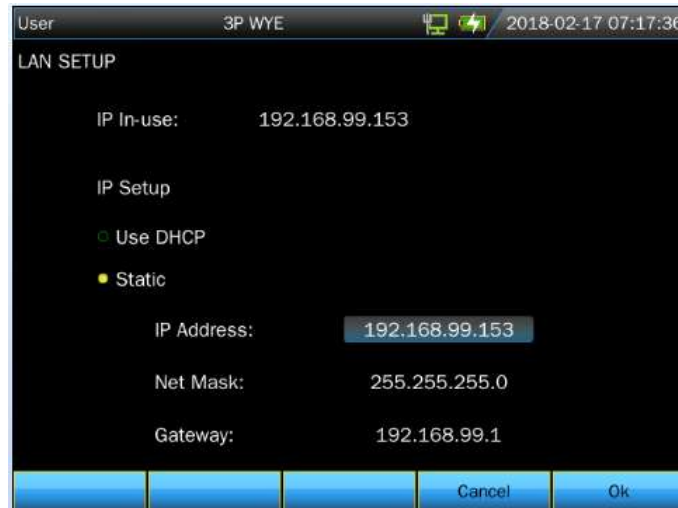 User 3P WYE 2018-02-17 07:17:36
LAN SETUP
IP In-use: 192.168.99.153
IP Setup
Use DHCP
Static
IP Address: 192.168.99.153
Net Mask: 255.255.255.0
Gateway: 192.168.99.1
Cancel Ok